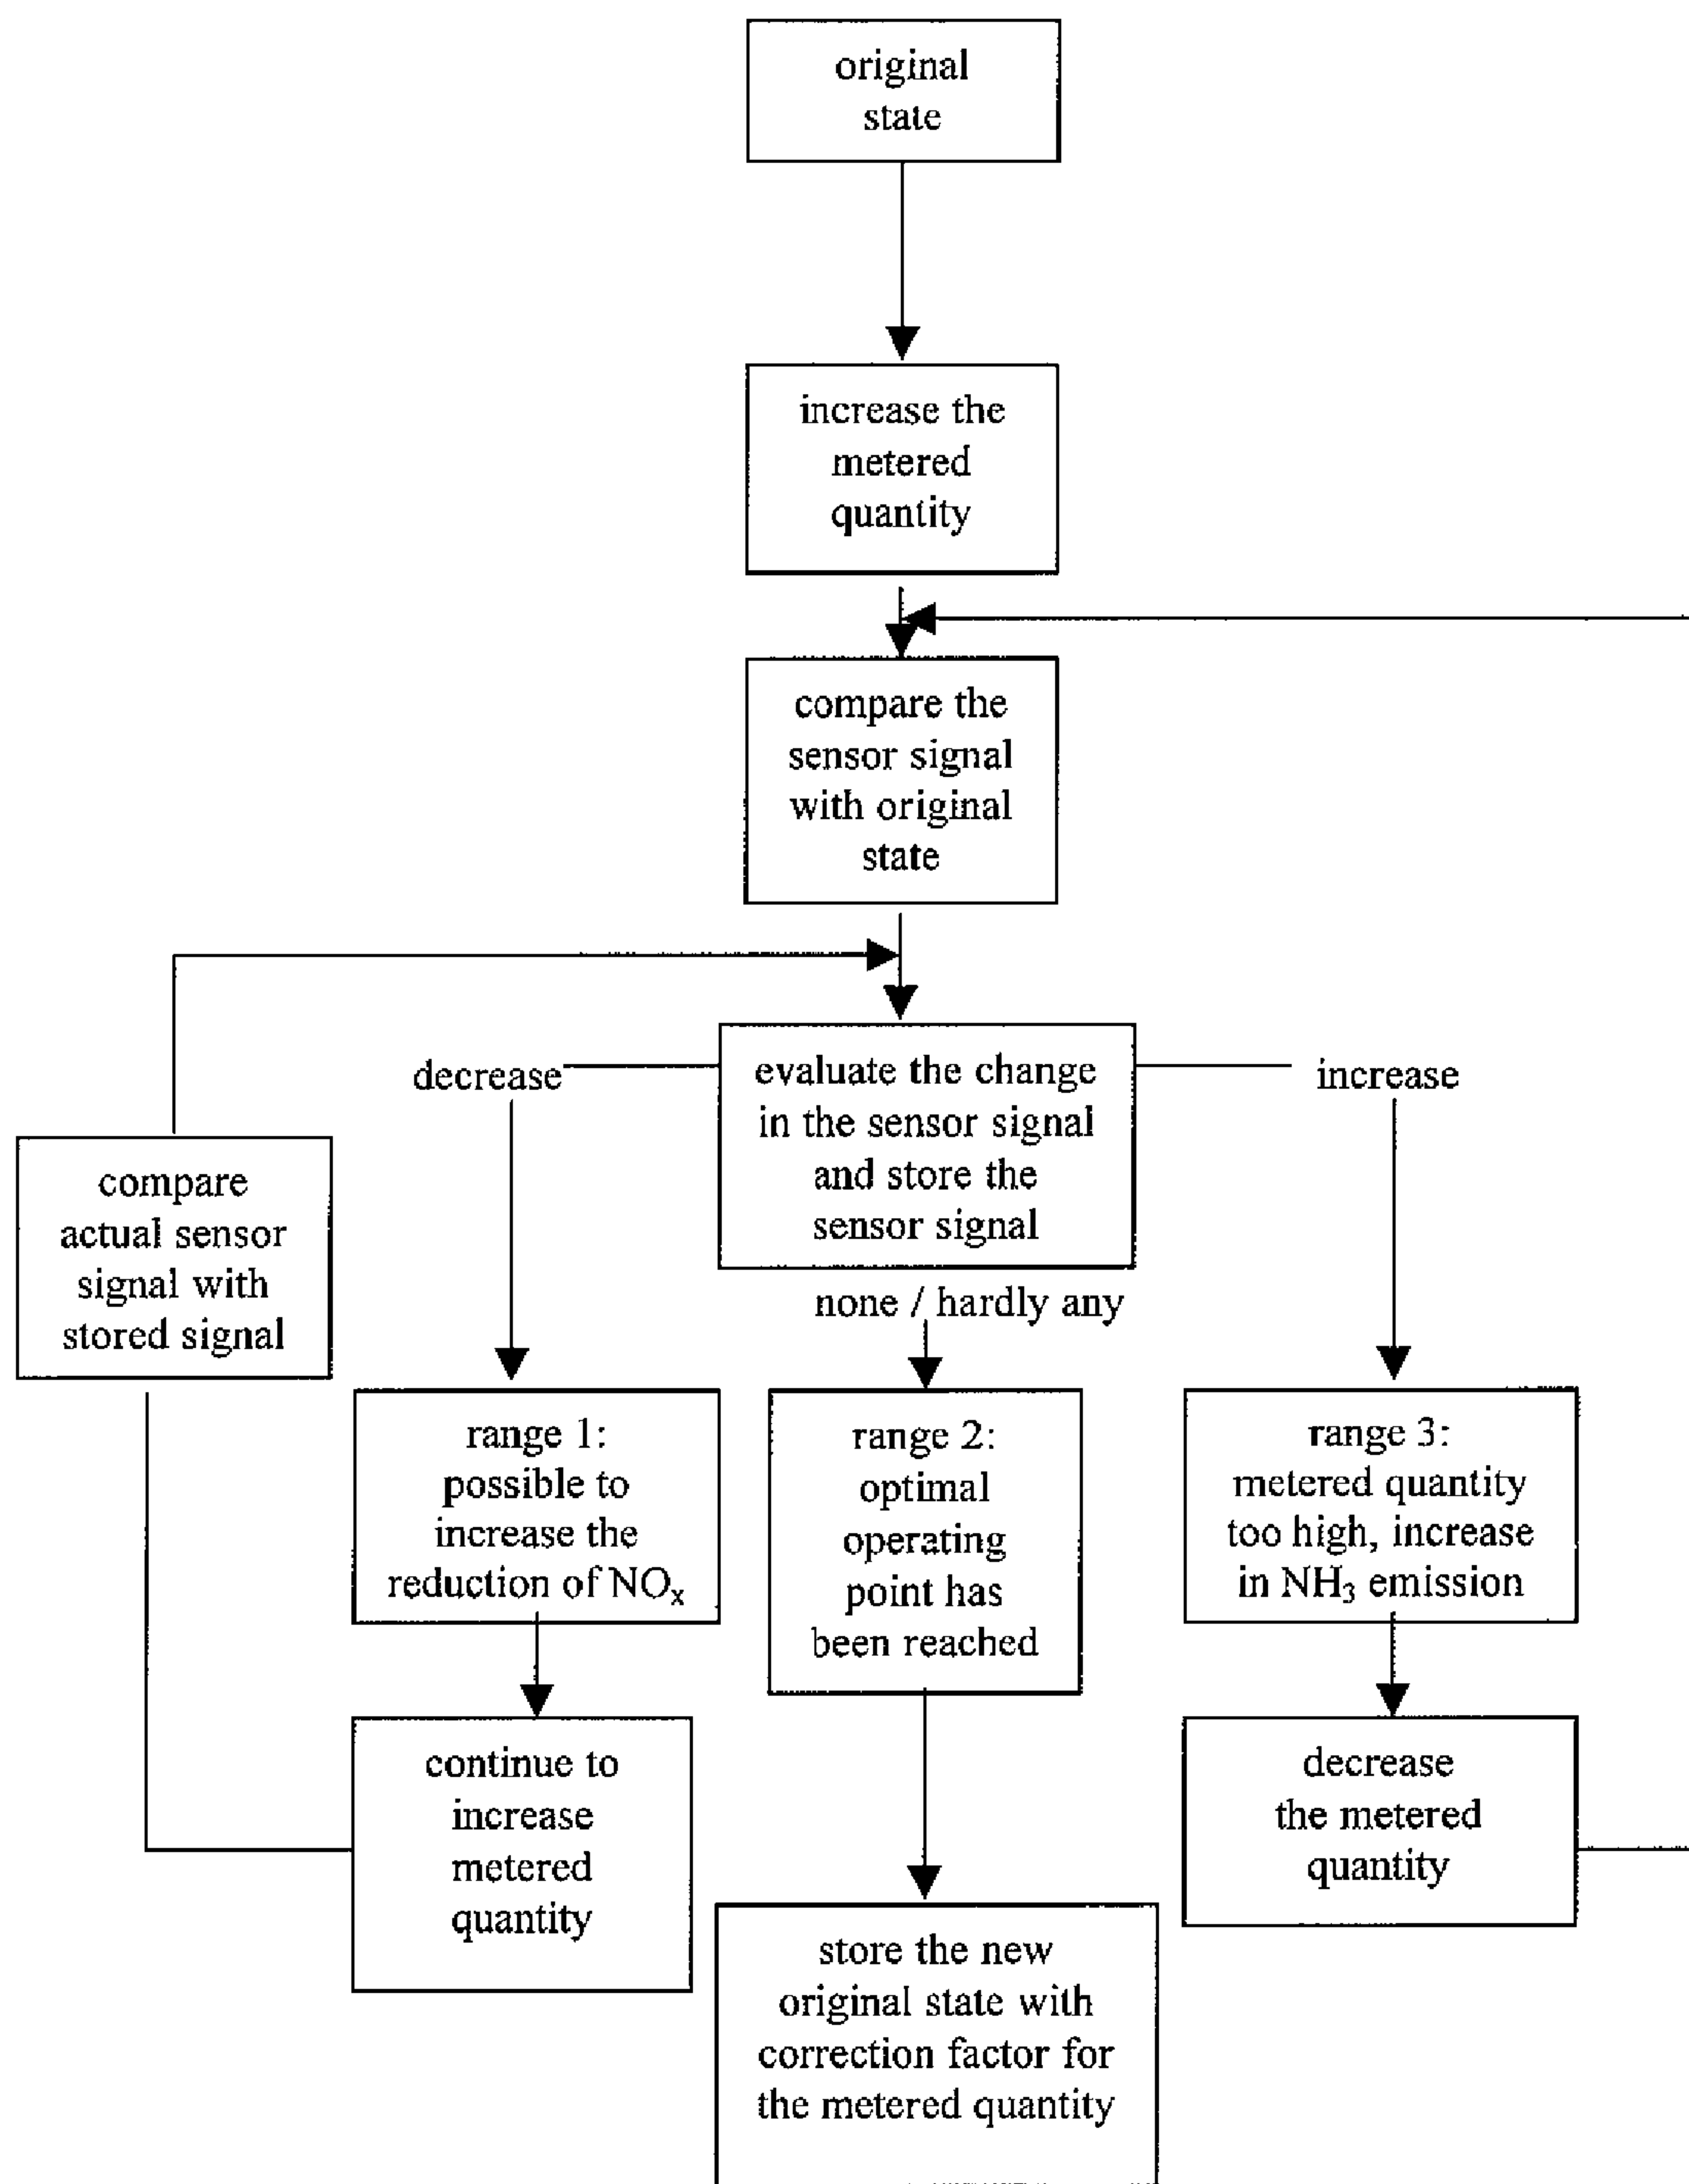 original
state
increase the
metered
quantity
compare the
sensor signal
with original
state
decrease
evaluate the change
in the sensor signal
and store the
sensor signal
increase
compare
actual sensor
signal with
stored signal
none / hardly any
range 1:
possible to
increase the
reduction of NOₓ
range 2:
optimal
operating
point has
been reached
range 3:
metered quantity
too high, increase
in NH₃ emission
continue to
increase
metered
quantity
decrease
the metered
quantity
store the new
original state with
correction factor for
the metered quantity